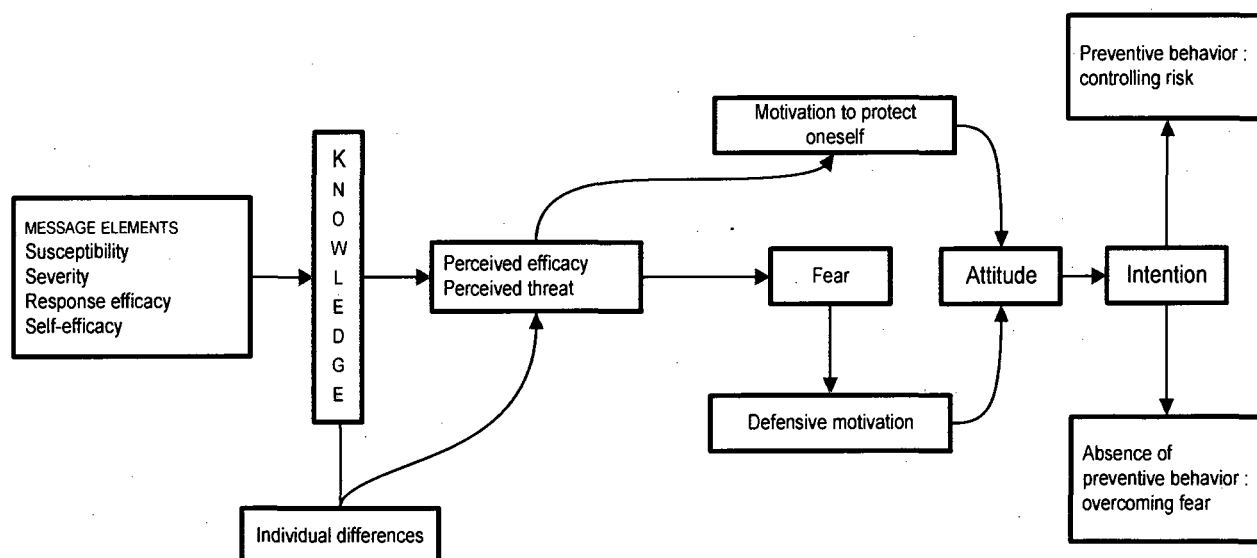 MESSAGE ELEMENTS
Susceptibility
Severity
Response efficacy
Self-efficacy
K
N
O
W
L
E
D
G
E
Individual differences
Perceived efficacy
Perceived threat
Motivation to protect
oneself
Fear
Defensive motivation
Attitude
Intention
Preventive behavior :
controlling risk
Absence of
preventive behavior :
overcoming fear